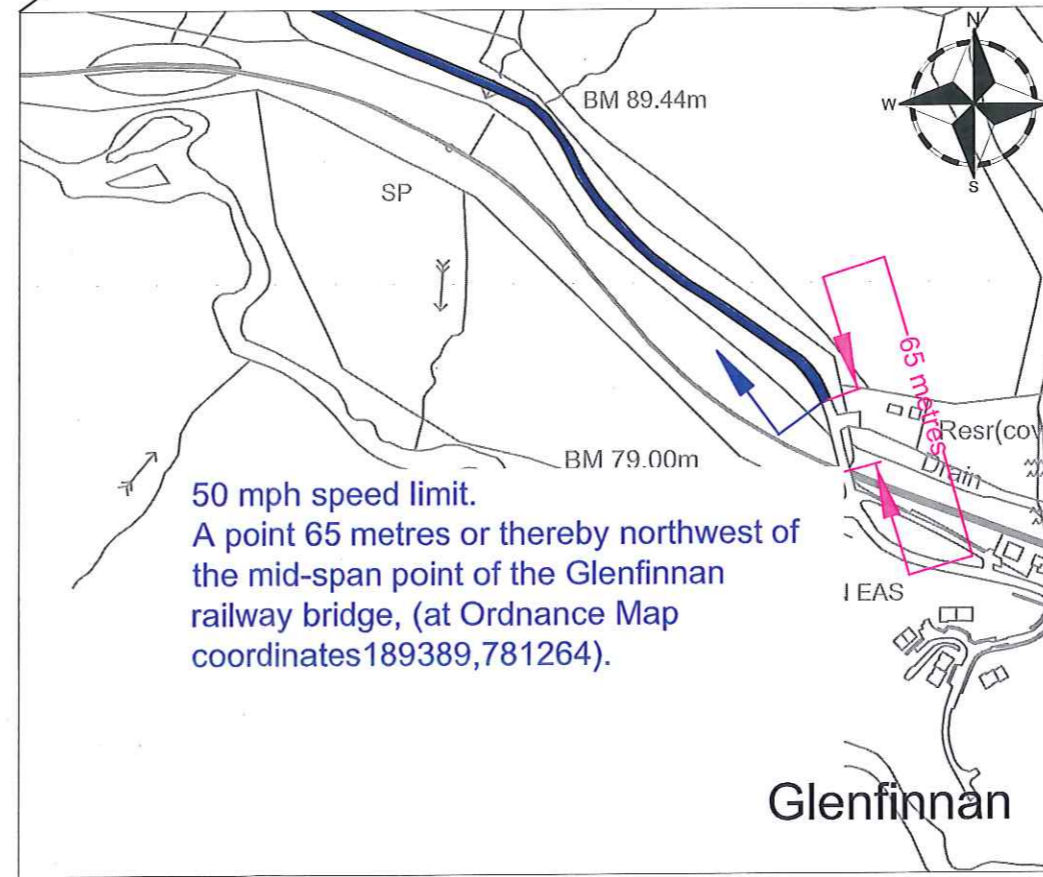 N
W
S
BM 89.44m
SP
65 metres
Resr(cov
Drain
BM 79.00m
50 mph speed limit.
A point 65 metres or thereby northwest of
the mid-span point of the Glenfinnan
railway bridge, (at Ordnance Map
coordinates189389,781264).
EAS
Glenfinnan